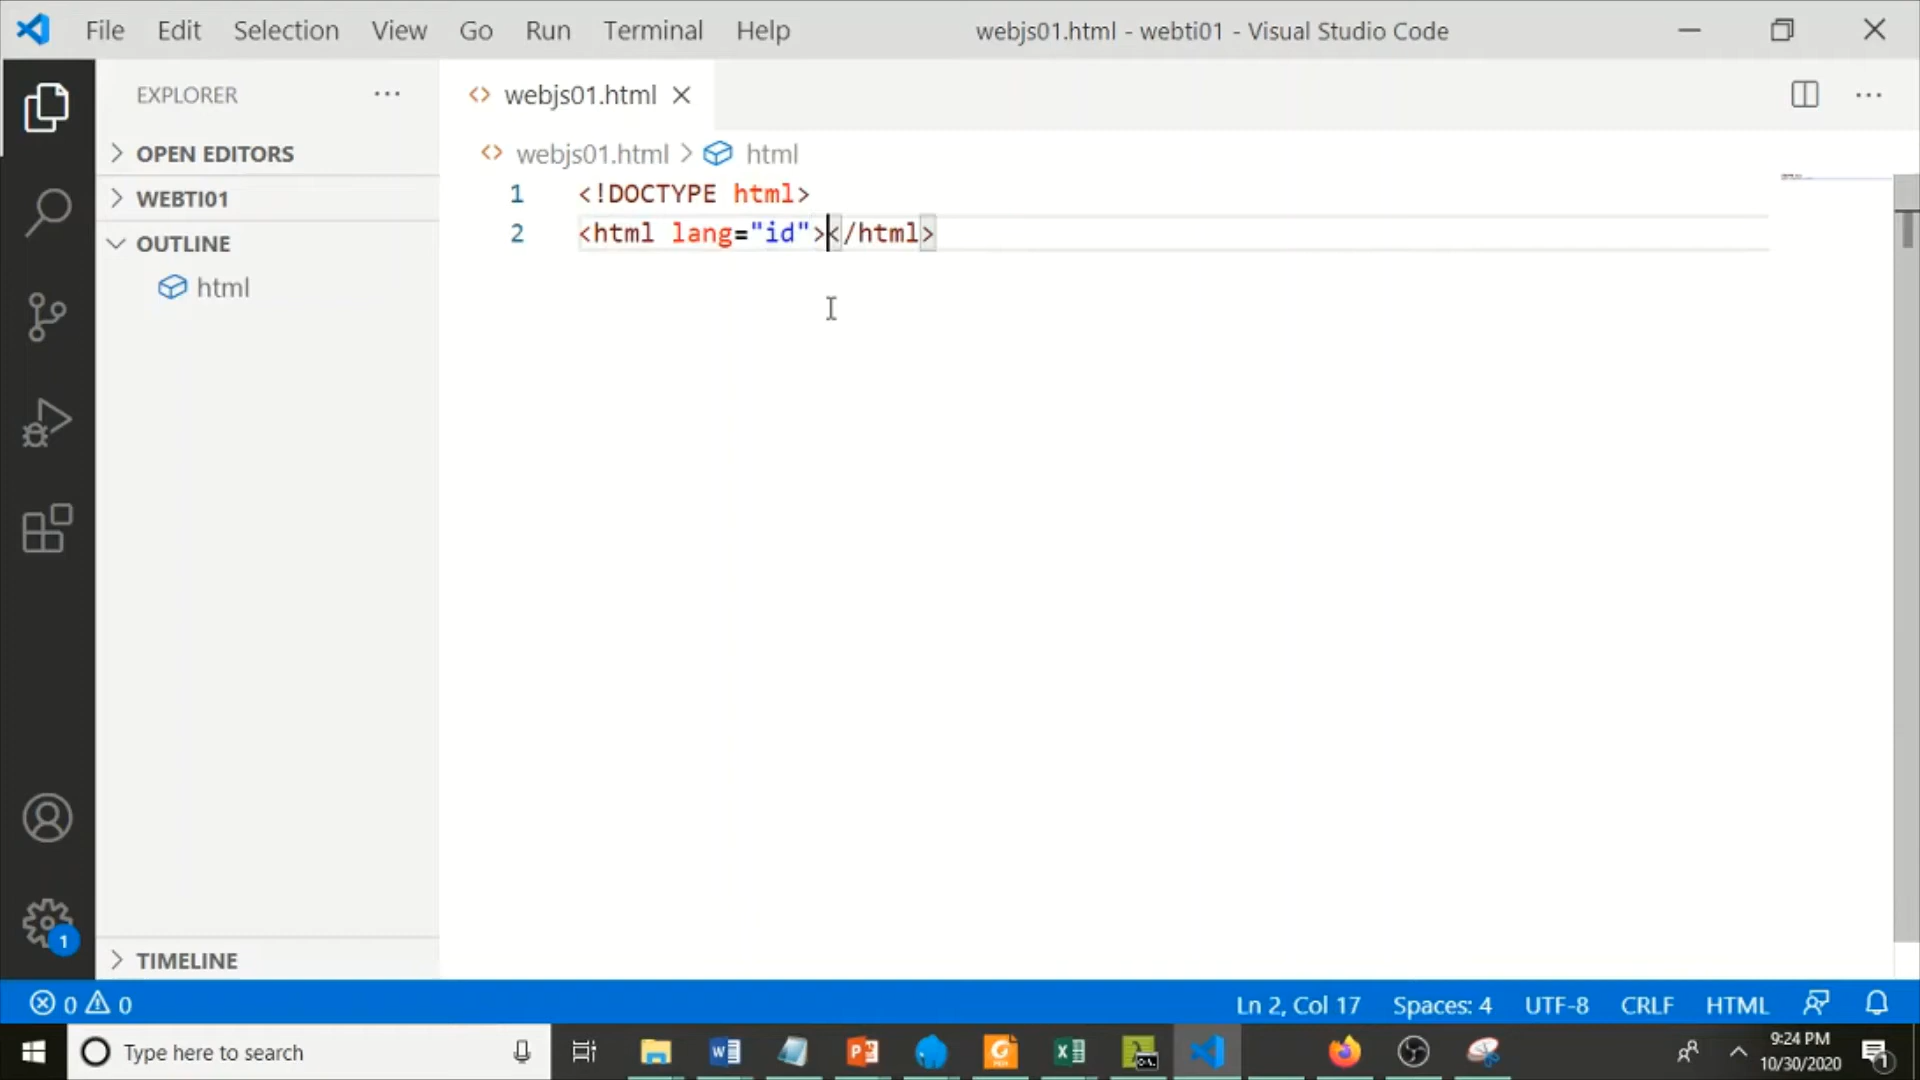 File Edit Selection View Go Run Terminal Help webjs01.html - webti01 - Visual Studio Code
EXPLORER
webjs01.html
OPEN EDITORS
WEBTI01
OUTLINE
html
TIMELINE
webjs01.html > html
1 <!DOCTYPE html>
2 <html lang="id"></html>
1
0 0 Ln 2, Col 17 Spaces: 4 UTF-8 CRLF HTML
Type here to search
9:24 PM
10/30/2020
1